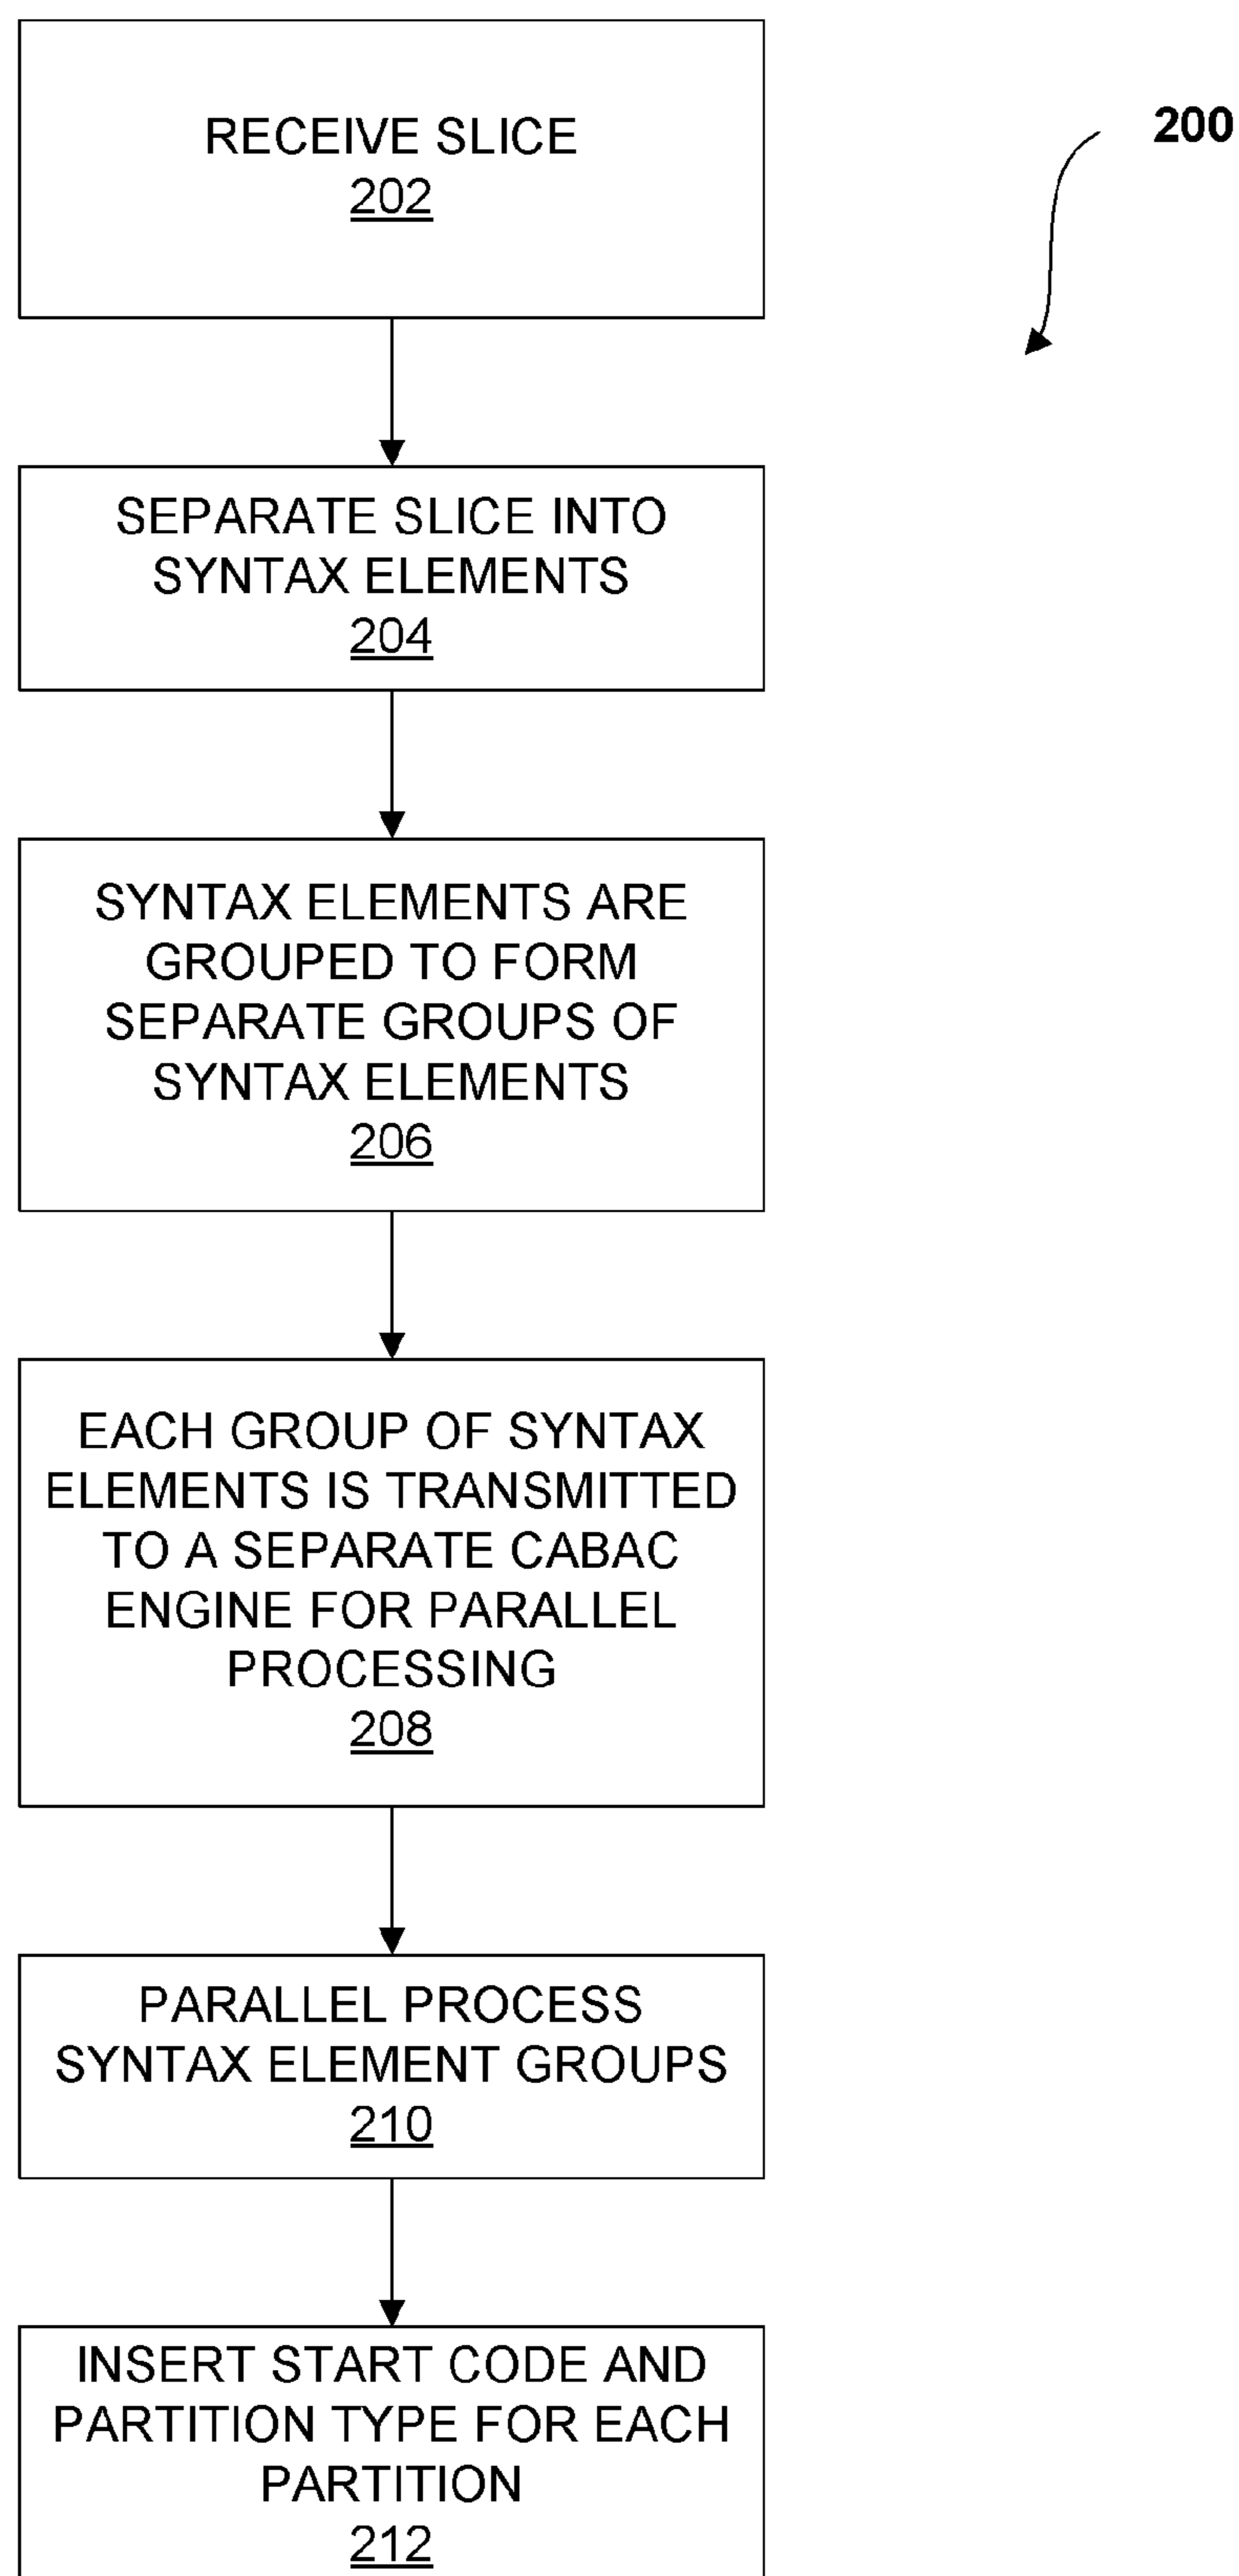 RECEIVE SLICE
202
200
SEPARATE SLICE INTO
SYNTAX ELEMENTS
204
SYNTAX ELEMENTS ARE
GROUPED TO FORM
SEPARATE GROUPS OF
SYNTAX ELEMENTS
206
EACH GROUP OF SYNTAX
ELEMENTS IS TRANSMITTED
TO A SEPARATE CABAC
ENGINE FOR PARALLEL
PROCESSING
208
PARALLEL PROCESS
SYNTAX ELEMENT GROUPS
210
INSERT START CODE AND
PARTITION TYPE FOR EACH
PARTITION
212